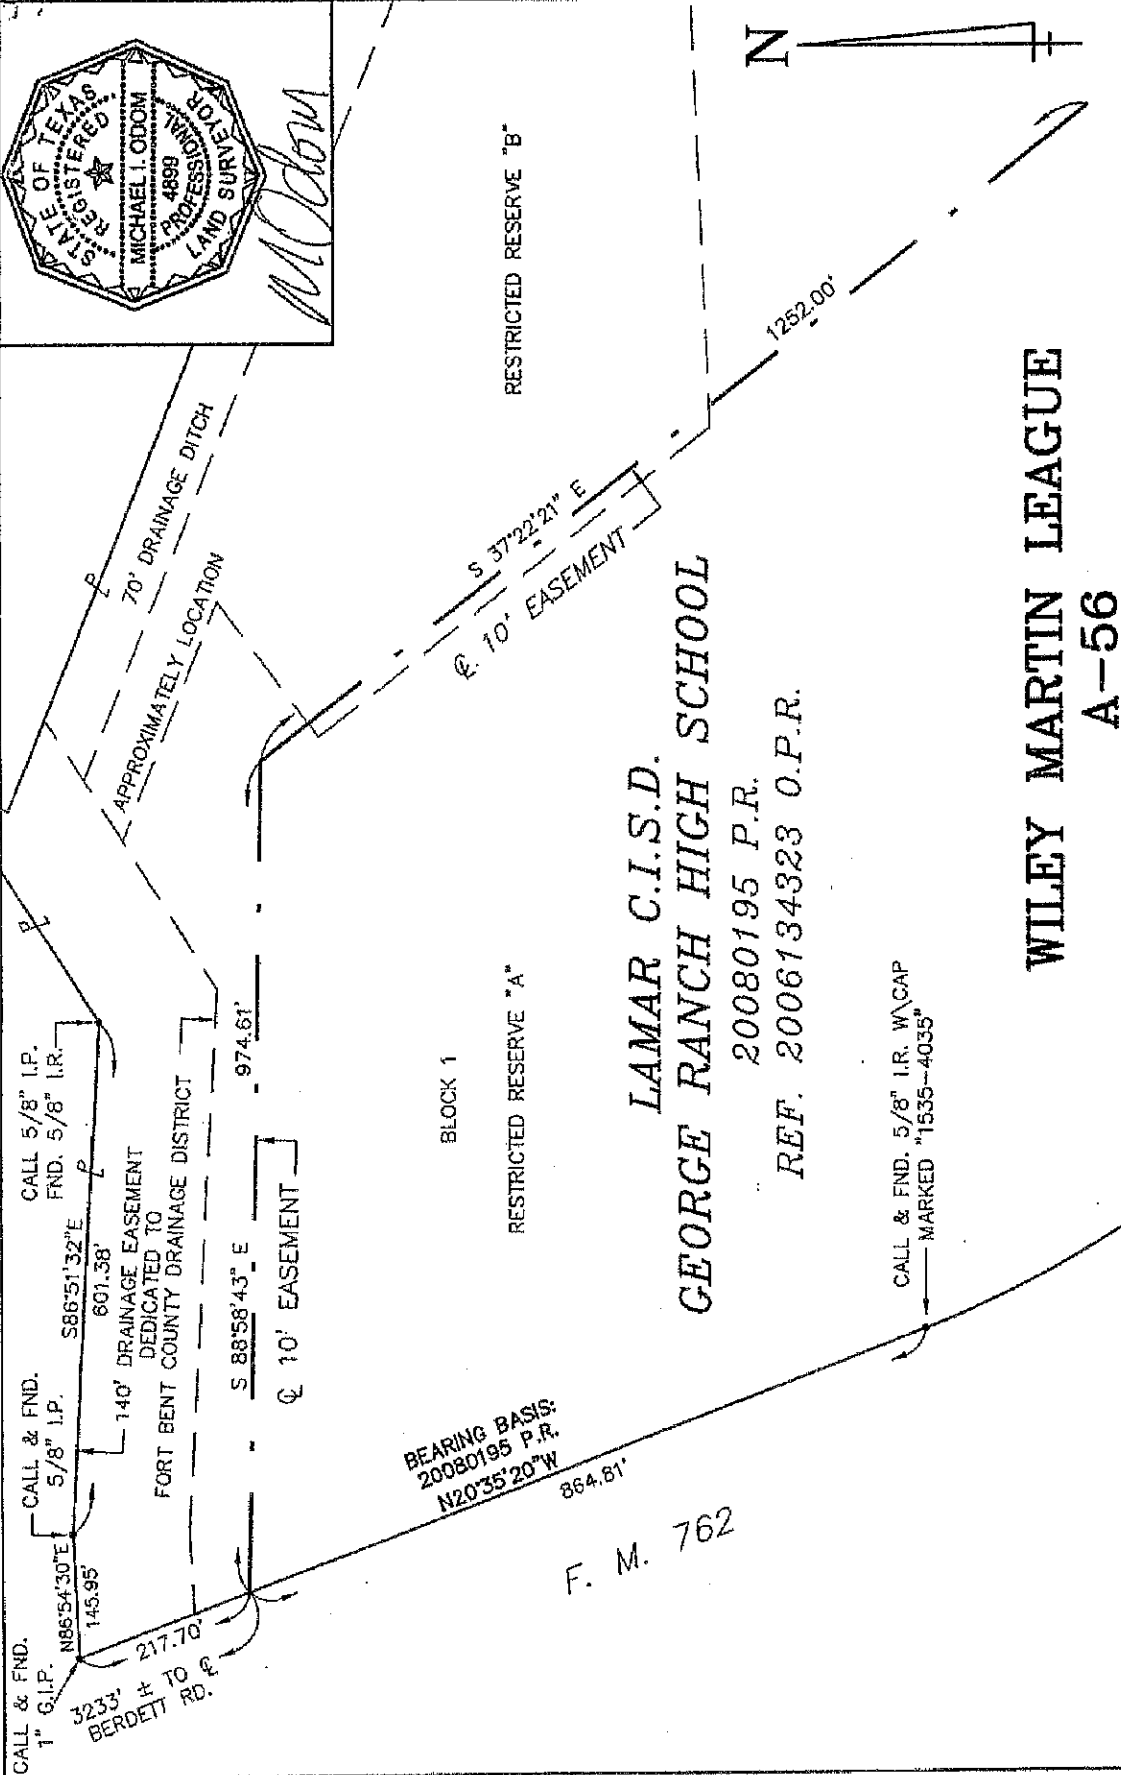 CALL & FND.
1" G.I.P.
N86°54'30"E
145.95'
CALL & FND.
5/8" I.P.
S86°51'32"E
601.38'
CALL 5/8" I.P.
FND. 5/8" I.R.
140' DRAINAGE EASEMENT
DEDICATED TO
FORT BENT COUNTY DRAINAGE DISTRICT
P
P
P
70' DRAINAGE DITCH
APPROXIMATELY LOCATION
STATE OF TEXAS
REGISTERED
MICHAEL I. ODOM
4899
PROFESSIONAL
LAND SURVEYOR
MOdom
217.70'
3233' ± TO ℄
BERDETT RD.
S 88°58'43" E
974.61'
℄ 10' EASEMENT
S 37°22'21" E
1252.00'
℄ 10' EASEMENT
BLOCK 1
RESTRICTED RESERVE "A"
RESTRICTED RESERVE "B"
BEARING BASIS:
20080195 P.R.
N20°35'20"W
864.81'
F. M. 762
LAMAR C.I.S.D.
GEORGE RANCH HIGH SCHOOL
20080195 P.R.
REF. 2006134323 O.P.R.
CALL & FND. 5/8" I.R. W\CAP
MARKED "1535-4035"
WILEY MARTIN LEAGUE
A-56
N